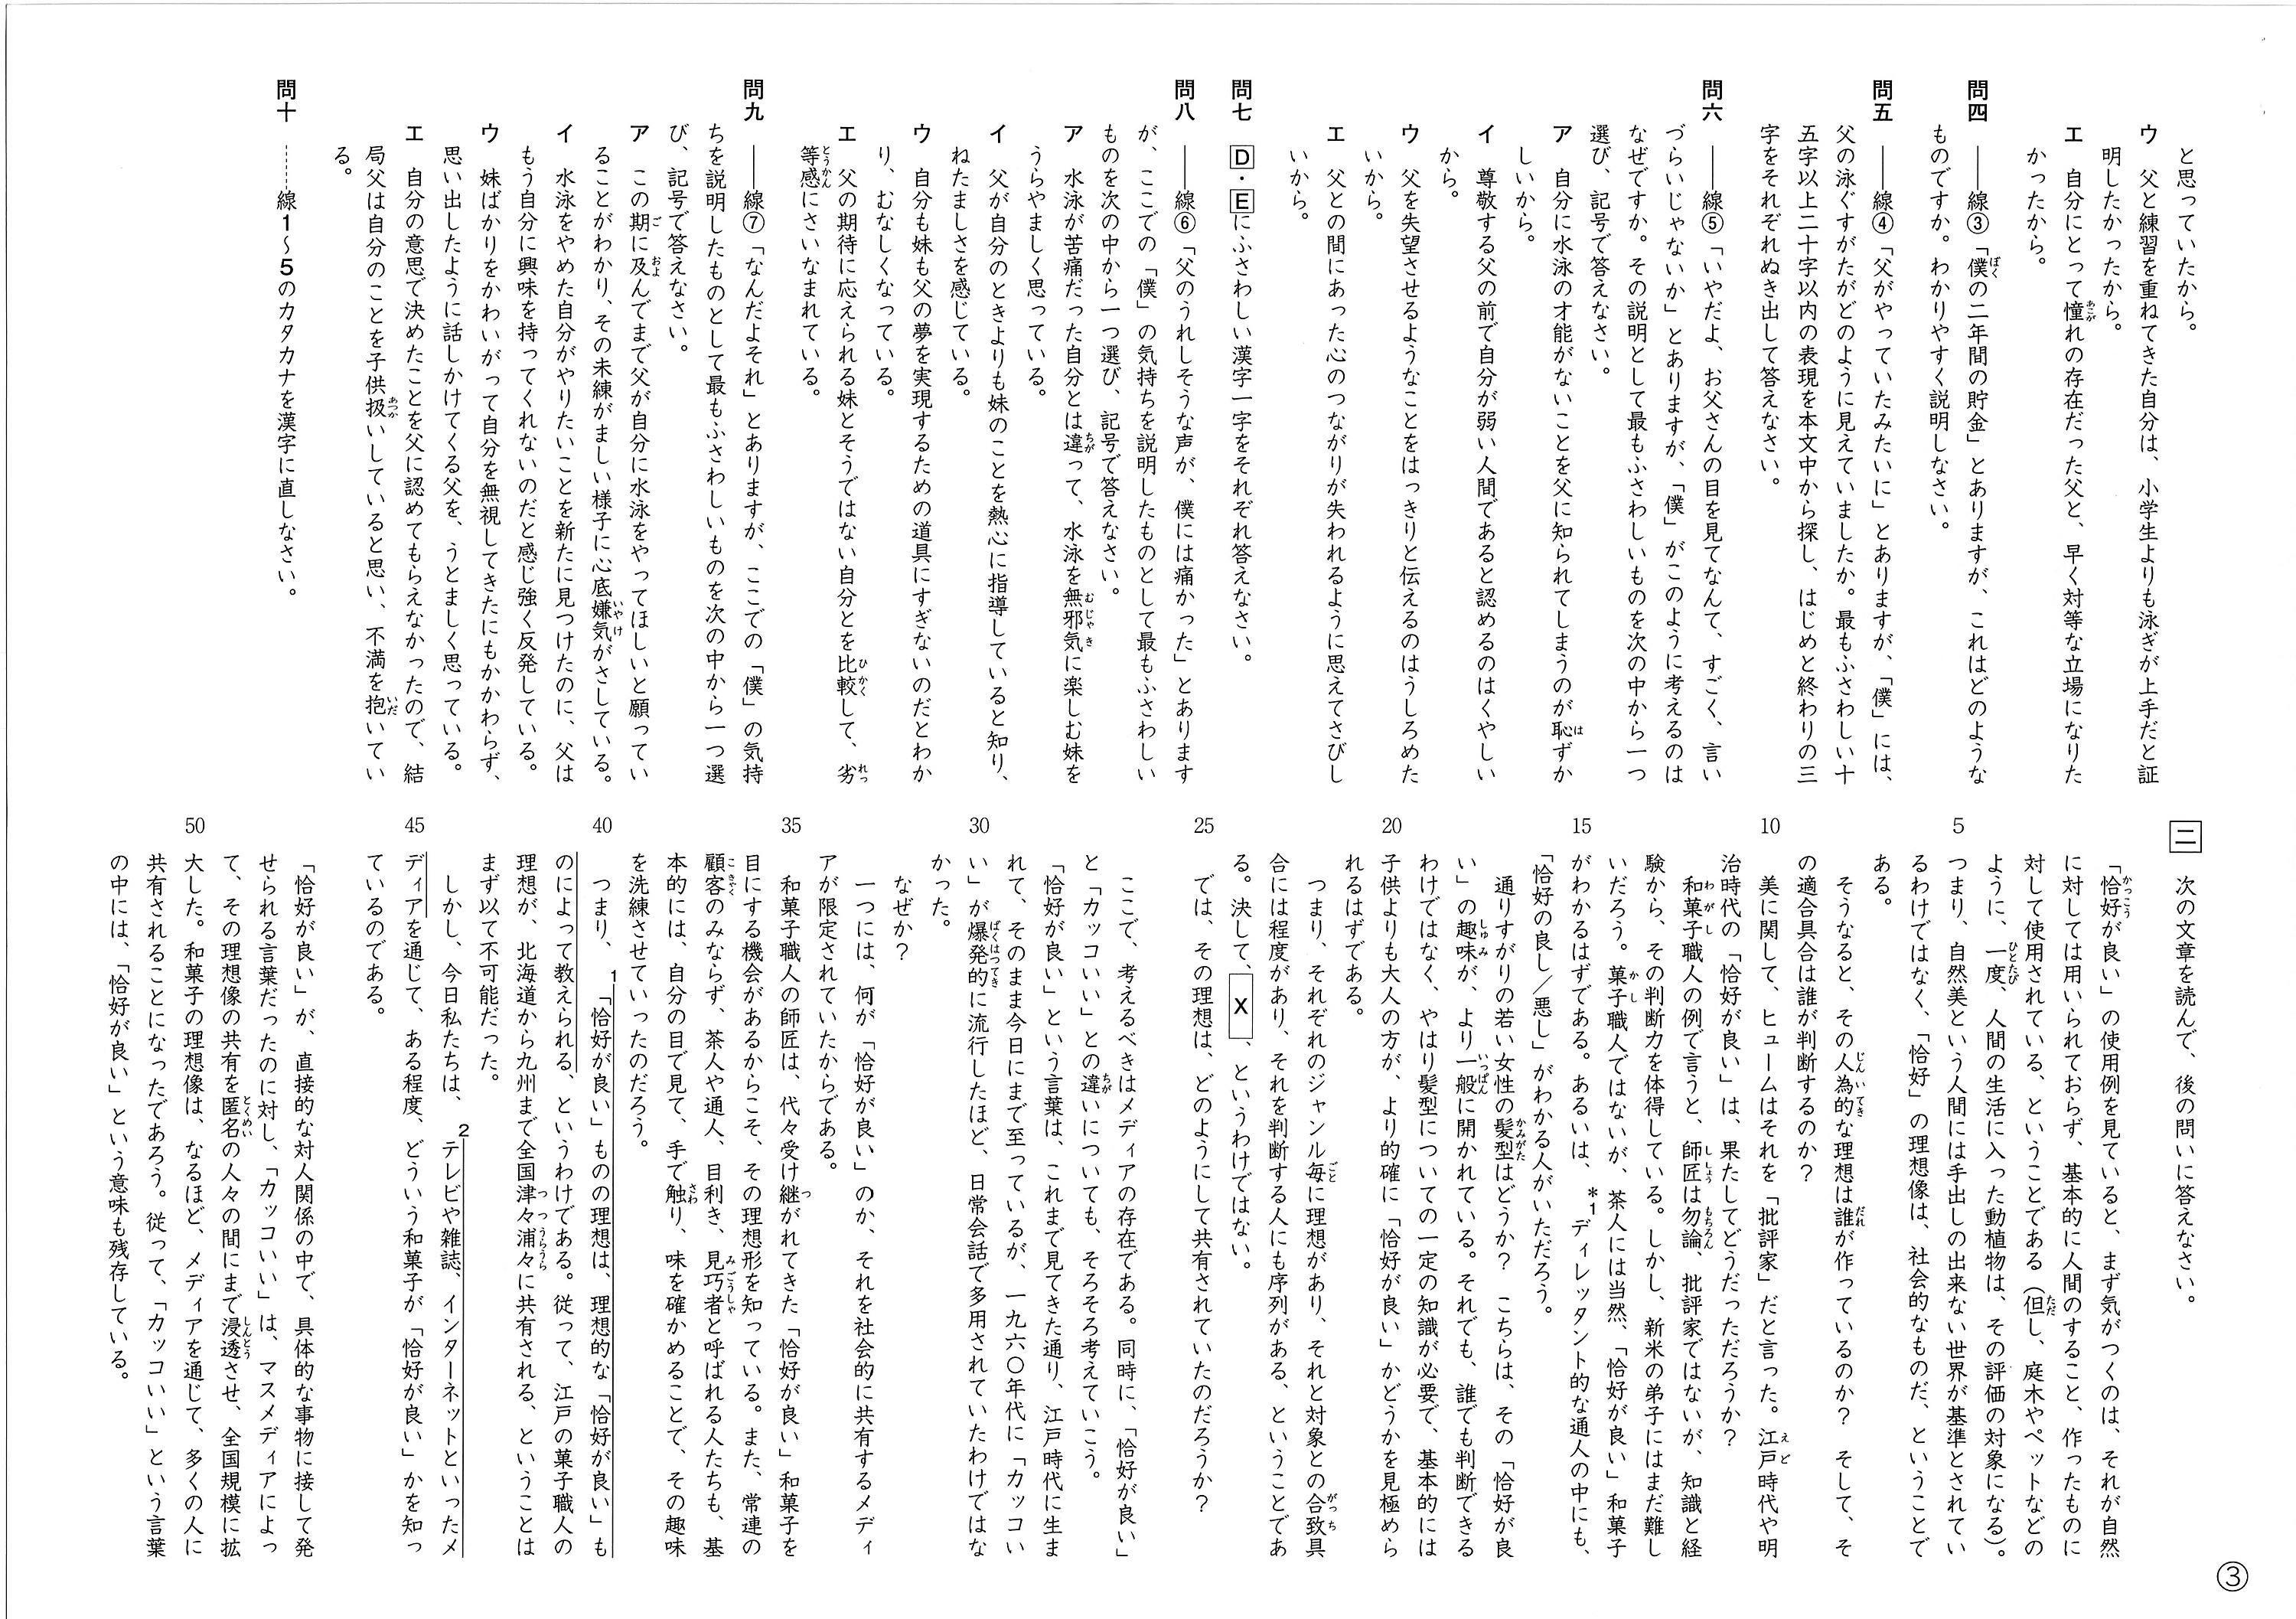 と思っていたから。
ウ　父と練習を重ねてきた自分は、小学生よりも泳ぎが上手だと証
明したかったから。
エ　自分にとって憧れの存在だった父と、早く対等な立場になりた
かったから。
問四　――線③「僕の二年間の貯金」とありますが、これはどのような
ものですか。わかりやすく説明しなさい。
問五　――線④「父がやっていたみたいに」とありますが、「僕」には、
父の泳ぐすがたがどのように見えていましたか。最もふさわしい十
五字以上二十字以内の表現を本文中から探し、はじめと終わりの三
字をそれぞれぬき出して答えなさい。
問六　――線⑤「いやだよ、お父さんの目を見てなんて、すごく、言い
づらいじゃないか」とありますが、「僕」がこのように考えるのは
なぜですか。その説明として最もふさわしいものを次の中から一つ
選び、記号で答えなさい。
ア　自分に水泳の才能がないことを父に知られてしまうのが恥ずか
しいから。
イ　尊敬する父の前で自分が弱い人間であると認めるのはくやしい
から。
ウ　父を失望させるようなことをはっきりと伝えるのはうしろめた
いから。
エ　父との間にあった心のつながりが失われるように思えてさびし
いから。
問七　D・Eにふさわしい漢字一字をそれぞれ答えなさい。
問八　――線⑥「父のうれしそうな声が、僕には痛かった」とあります
が、ここでの「僕」の気持ちを説明したものとして最もふさわしい
ものを次の中から一つ選び、記号で答えなさい。
ア　水泳が苦痛だった自分とは違って、水泳を無邪気に楽しむ妹を
うらやましく思っている。
イ　父が自分のときよりも妹のことを熱心に指導していると知り、
ねたましさを感じている。
ウ　自分も妹も父の夢を実現するための道具にすぎないのだとわか
り、むなしくなっている。
エ　父の期待に応えられる妹とそうではない自分とを比較して、劣
等感にさいなまれている。
問九　――線⑦「なんだよそれ」とありますが、ここでの「僕」の気持
ちを説明したものとして最もふさわしいものを次の中から一つ選
び、記号で答えなさい。
ア　この期に及んでまで父が自分に水泳をやってほしいと願ってい
ることがわかり、その未練がましい様子に心底嫌気がさしている。
イ　水泳をやめた自分がやりたいことを新たに見つけたのに、父は
もう自分に興味を持ってくれないのだと感じ強く反発している。
ウ　妹ばかりをかわいがって自分を無視してきたにもかかわらず、
思い出したように話しかけてくる父を、うとましく思っている。
エ　自分の意思で決めたことを父に認めてもらえなかったので、結
局父は自分のことを子供扱いしていると思い、不満を抱いてい
る。
問十　……線1～5のカタカナを漢字に直しなさい。
二　次の文章を読んで、後の問いに答えなさい。
「恰好が良い」の使用例を見ていると、まず気がつくのは、それが自然
に対しては用いられておらず、基本的に人間のすること、作ったものに
対して使用されている、ということである（但し、庭木やペットなどの
ように、一度、人間の生活に入った動植物は、その評価の対象になる）。
5　つまり、自然美という人間には手出しの出来ない世界が基準とされてい
るわけではなく、「恰好」の理想像は、社会的なものだ、ということで
ある。
そうなると、その人為的な理想は誰が作っているのか？　そして、そ
の適合具合は誰が判断するのか？
10　美に関して、ヒュームはそれを「批評家」だと言った。江戸時代や明
治時代の「恰好が良い」は、果たしてどうだっただろうか？
和菓子職人の例で言うと、師匠は勿論、批評家ではないが、知識と経
験から、その判断力を体得している。しかし、新米の弟子にはまだ難し
いだろう。菓子職人ではないが、茶人には当然、「恰好が良い」和菓子
15　がわかるはずである。あるいは、*1ディレッタント的な通人の中にも、
「恰好の良し／悪し」がわかる人がいただろう。
通りすがりの若い女性の髪型はどうか？　こちらは、その「恰好が良
い」の趣味が、より一般に開かれている。それでも、誰でも判断できる
わけではなく、やはり髪型についての一定の知識が必要で、基本的には
20　子供よりも大人の方が、より的確に「恰好が良い」かどうかを見極めら
れるはずである。
つまり、それぞれのジャンル毎に理想があり、それと対象との合致具
合には程度があり、それを判断する人にも序列がある、ということであ
る。決して、X、というわけではない。
25　では、その理想は、どのようにして共有されていたのだろうか？
ここで、考えるべきはメディアの存在である。同時に、「恰好が良い」
と「カッコいい」との違いについても、そろそろ考えていこう。
「恰好が良い」という言葉は、これまで見てきた通り、江戸時代に生ま
れて、そのまま今日にまで至っているが、一九六〇年代に「カッコい
30　い」が爆発的に流行したほど、日常会話で多用されていたわけではな
かった。
なぜか？
一つには、何が「恰好が良い」のか、それを社会的に共有するメディ
アが限定されていたからである。
35　和菓子職人の師匠は、代々受け継がれてきた「恰好が良い」和菓子を
目にする機会があるからこそ、その理想形を知っている。また、常連の
顧客のみならず、茶人や通人、目利き、見巧者と呼ばれる人たちも、基
本的には、自分の目で見て、手で触り、味を確かめることで、その趣味
を洗練させていったのだろう。
40　つまり、1「恰好が良い」ものの理想は、理想的な「恰好が良い」も
のによって教えられる、というわけである。従って、江戸の菓子職人の
理想が、北海道から九州まで全国津々浦々に共有される、ということは
まず以て不可能だった。
しかし、今日私たちは、2テレビや雑誌、インターネットといったメ
45　ディアを通じて、ある程度、どういう和菓子が「恰好が良い」かを知っ
ているのである。
「恰好が良い」が、直接的な対人関係の中で、具体的な事物に接して発
せられる言葉だったのに対し、「カッコいい」は、マスメディアによっ
て、その理想像の共有を匿名の人々の間にまで浸透させ、全国規模に拡
50　大した。和菓子の理想像は、なるほど、メディアを通じて、多くの人に
共有されることになったであろう。従って、「カッコいい」という言葉
の中には、「恰好が良い」という意味も残存している。
③